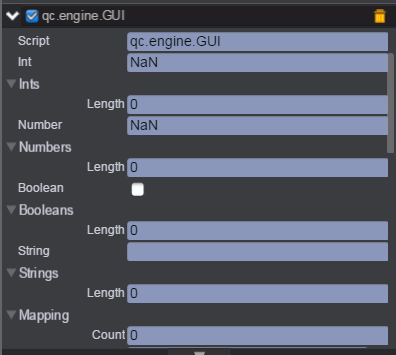 qc.engine.GUI
Script qc.engine.GUI
Int NaN
Ints
Length 0
Number NaN
Numbers
Length 0
Boolean
Booleans
Length 0
String
Strings
Length 0
Mapping
Count 0